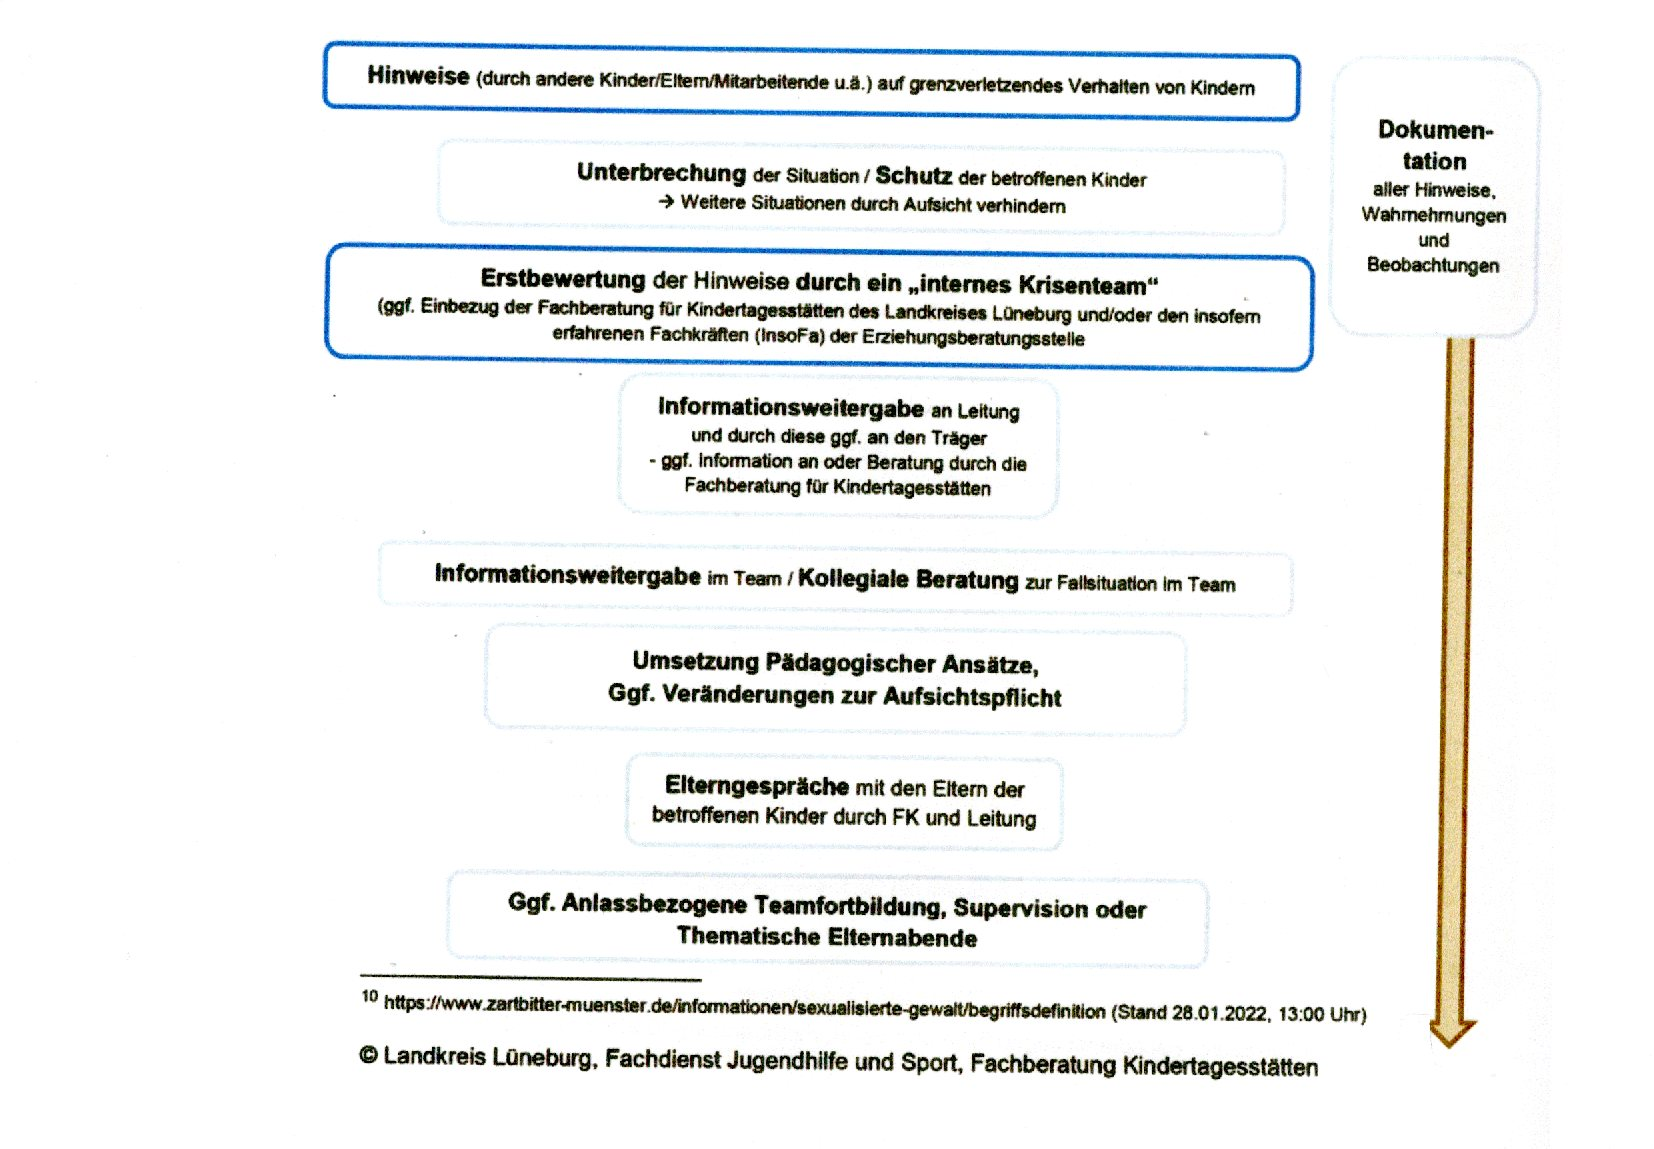 Hinweise (durch andere Kinder/Eltern/Mitarbeitende u.ä.) auf grenzverletzendes Verhalten von Kindern
Unterbrechung der Situation / Schutz der betroffenen Kinder
→ Weitere Situationen durch Aufsicht verhindern
Erstbewertung der Hinweise durch ein „internes Krisenteam“
(ggf. Einbezug der Fachberatung für Kindertagesstätten des Landkreises Lüneburg und/oder den insofern
erfahrenen Fachkräften (InsoFa) der Erziehungsberatungsstelle
Informationsweitergabe an Leitung
und durch diese ggf. an den Träger
- ggf. Information an oder Beratung durch die
Fachberatung für Kindertagesstätten
Informationsweitergabe im Team / Kollegiale Beratung zur Fallsituation im Team
Umsetzung Pädagogischer Ansätze,
Ggf. Veränderungen zur Aufsichtspflicht
Elterngespräche mit den Eltern der
betroffenen Kinder durch FK und Leitung
Ggf. Anlassbezogene Teamfortbildung, Supervision oder
Thematische Elternabende
Dokumen-
tation
aller Hinweise,
Wahrnehmungen
und
Beobachtungen
10 https://www.zartbitter-muenster.de/informationen/sexualisierte-gewalt/begriffsdefinition (Stand 28.01.2022, 13:00 Uhr)
© Landkreis Lüneburg, Fachdienst Jugendhilfe und Sport, Fachberatung Kindertagesstätten